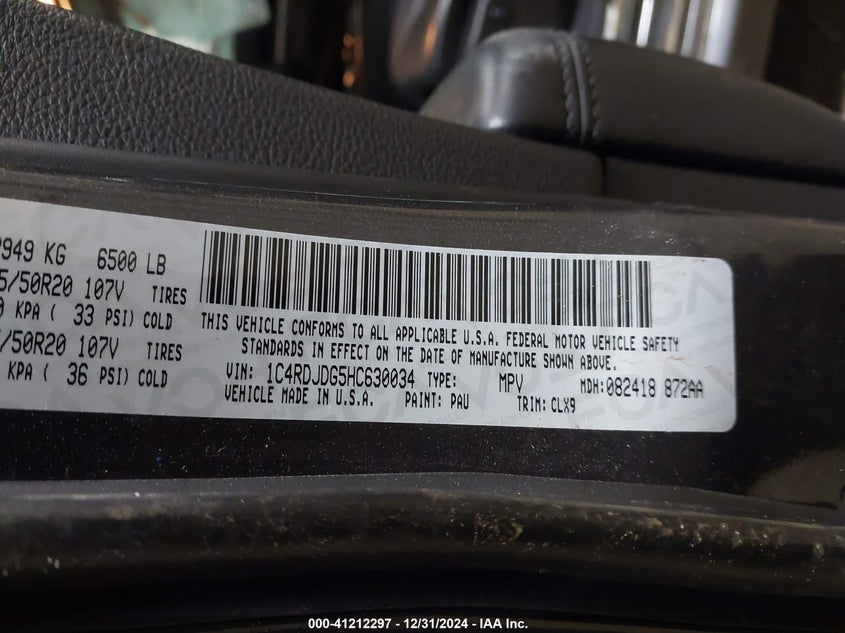 2949 KG 6500 LB
5/50R20 107V TIRES
0 KPA ( 33 PSI) COLD
/50R20 107V TIRES
KPA ( 36 PSI) COLD
THIS VEHICLE CONFORMS TO ALL APPLICABLE U.S.A. FEDERAL MOTOR VEHICLE SAFETY
STANDARDS IN EFFECT ON THE DATE OF MANUFACTURE SHOWN ABOVE.
VIN: 1C4RDJDG5HC630034 TYPE: MPV MDH:082418 872AA
VEHICLE MADE IN U.S.A. PAINT: PAU TRIM: CLX9
000-41212297 - 12/31/2024 - IAA Inc.